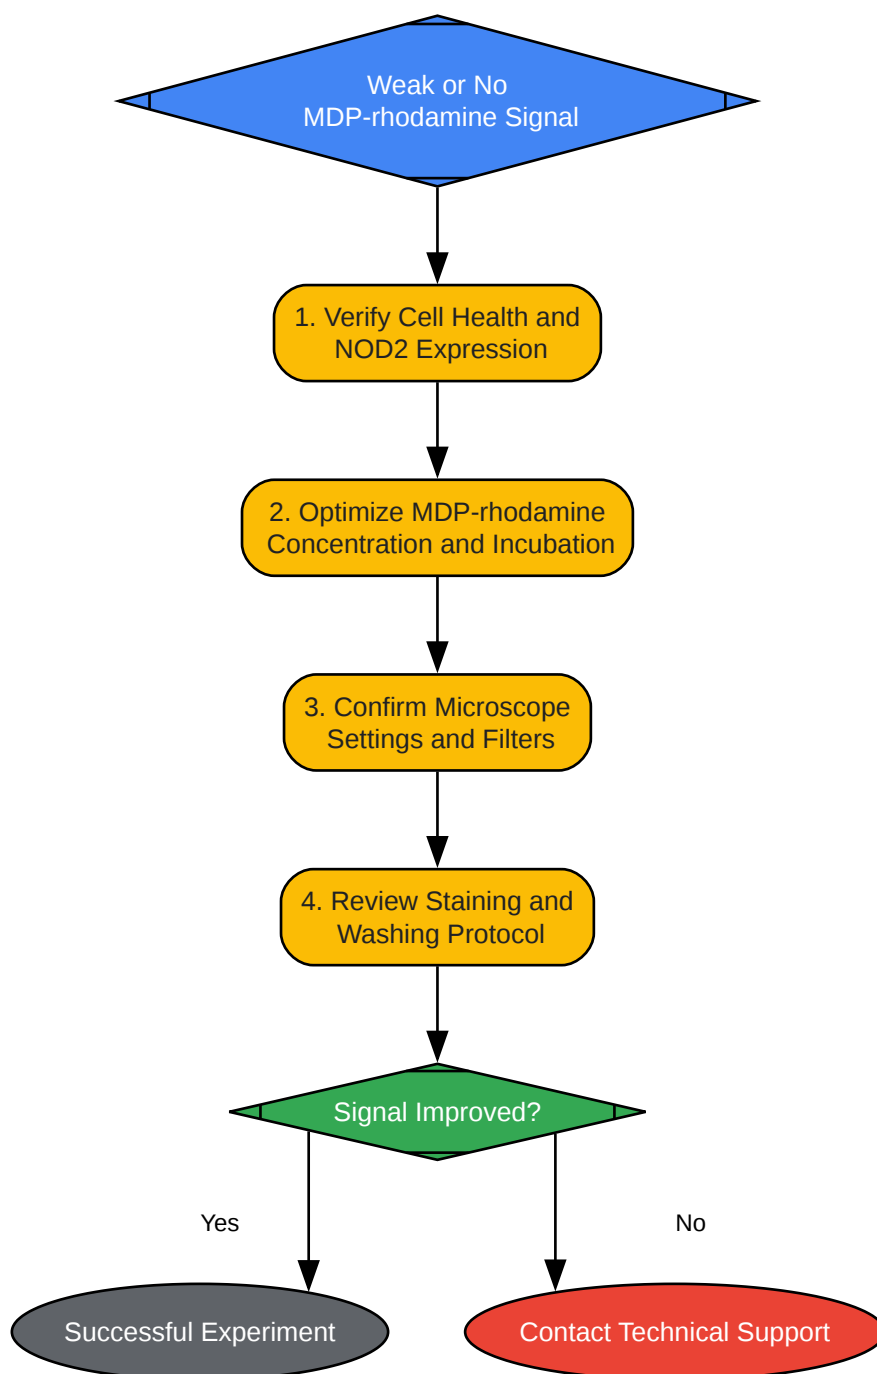 Weak or No
MDP-rhodamine Signal
1. Verify Cell Health and
NOD2 Expression
2. Optimize MDP-rhodamine
Concentration and Incubation
3. Confirm Microscope
Settings and Filters
4. Review Staining and
Washing Protocol
Signal Improved?
Yes
No
Successful Experiment
Contact Technical Support